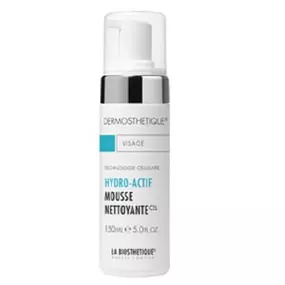 DERMOSTHETIQUE®
VISAGE
TECHNOLOGIE CELLULAIRE
HYDRO-ACTIF
MOUSSE
NETTOYANTE
150ml ℮ 5.0fl.oz.
LA BIOSTHETIQUE®